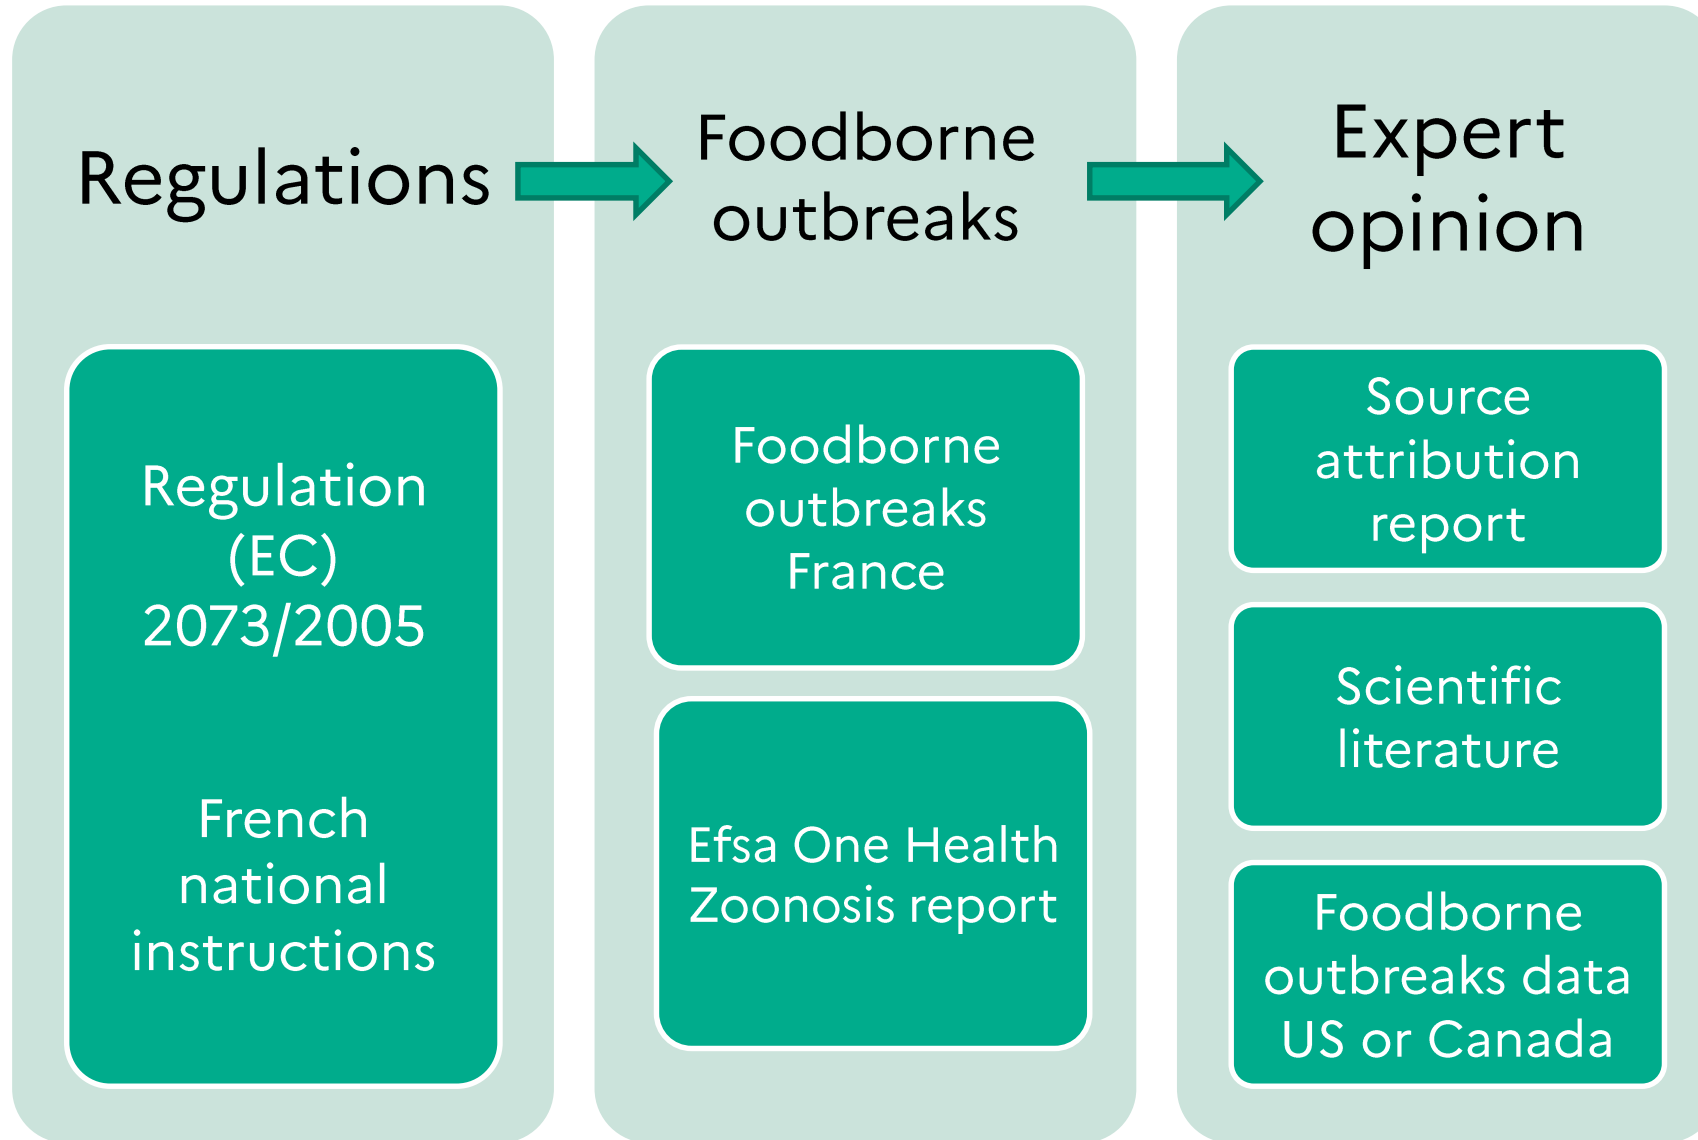 Regulations
Regulation
(EC)
2073/2005
French
national
instructions
Foodborne
outbreaks
Foodborne
outbreaks
France
Efsa One Health
Zoonosis report
Expert
opinion
Source
attribution
report
Scientific
literature
Foodborne
outbreaks data
US or Canada